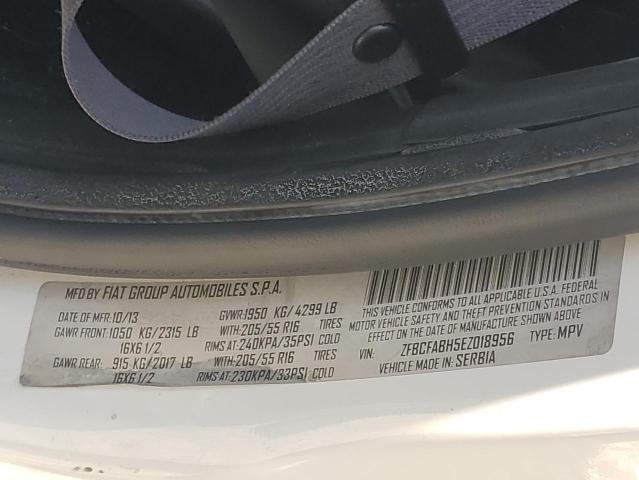 MFD BY FIAT GROUP AUTOMOBILES S.P.A.
DATE OF MFR: 10/13 GVWR:1950 KG/4299 LB
GAWR FRONT:1050 KG/2315 LB WITH:205/55 R16 TIRES
16X6 1/2 RIMS AT:240KPA/35PSI COLD
GAWR REAR: 915 KG/2017 LB WITH:205/55 R16 TIRES
16X6 1/2 RIMS AT:230KPA/33PSI COLD
THIS VEHICLE CONFORMS TO ALL APPLICABLE U.S.A. FEDERAL
MOTOR VEHICLE SAFETY, BUMPER, AND THEFT PREVENTION STANDARDS IN
EFFECT ON THE DATE OF MANUFACTURE SHOWN ABOVE.
VIN: ZFBCFABH5EZ018956 TYPE: MPV
VEHICLE MADE IN: SERBIA